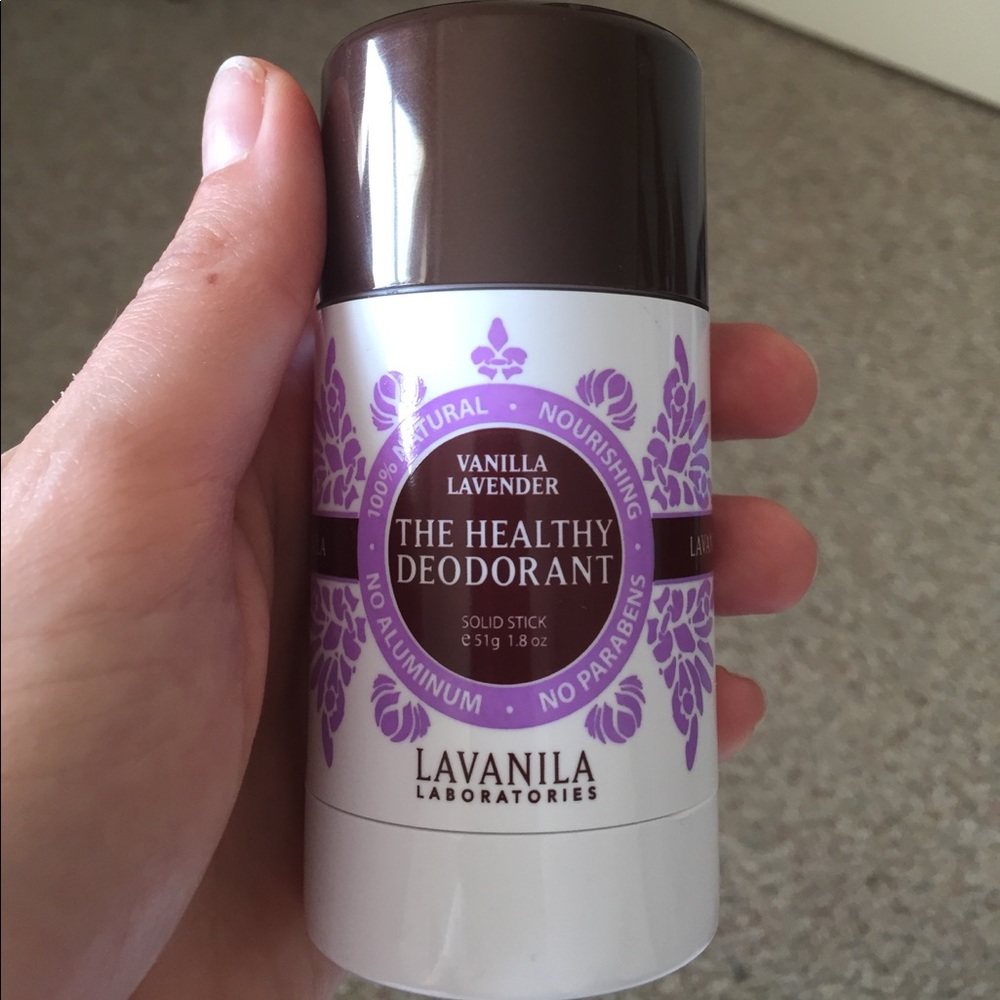 100% NATURAL • NOURISHING •
NO ALUMINUM • NO PARABENS
VANILLA
LAVENDER
THE HEALTHY
DEODORANT
SOLID STICK
e 51g 1.8 oz
LAVANILA
LABORATORIES